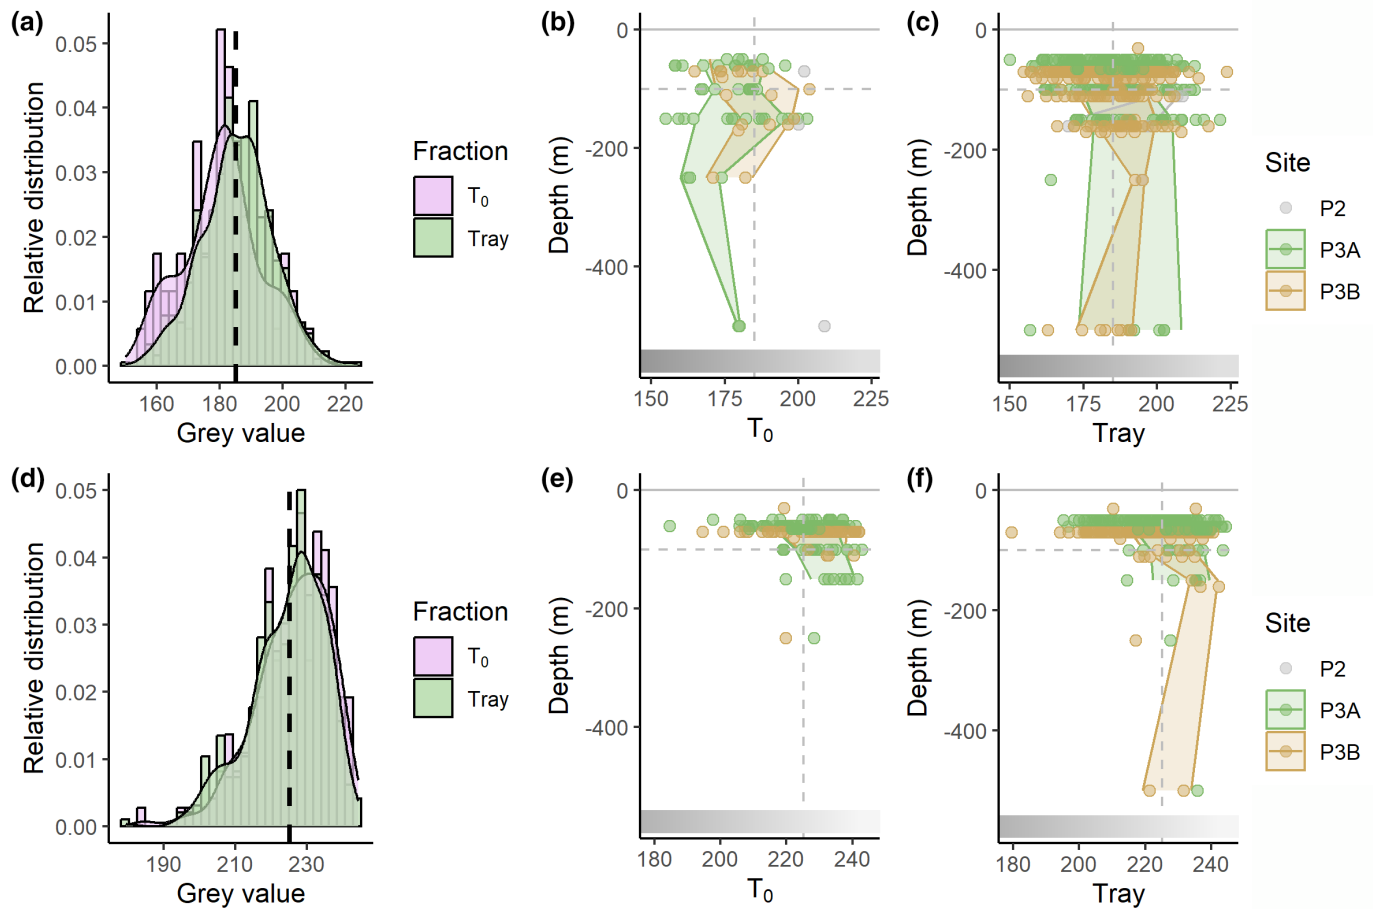 (a)
0.05
0.04
0.03
0.02
0.01
0.00
Relative distribution
160 180 200 220
Grey value
Fraction
T0
Tray
(b)
0
-200
-400
Depth (m)
150 175 200 225
T0
(c)
0
-200
-400
Depth (m)
150 175 200 225
Tray
Site
P2
P3A
P3B
(d)
0.05
0.04
0.03
0.02
0.01
0.00
Relative distribution
190 210 230
Grey value
Fraction
T0
Tray
(e)
0
-200
-400
Depth (m)
180 200 220 240
T0
(f)
0
-200
-400
Depth (m)
180 200 220 240
Tray
Site
P2
P3A
P3B